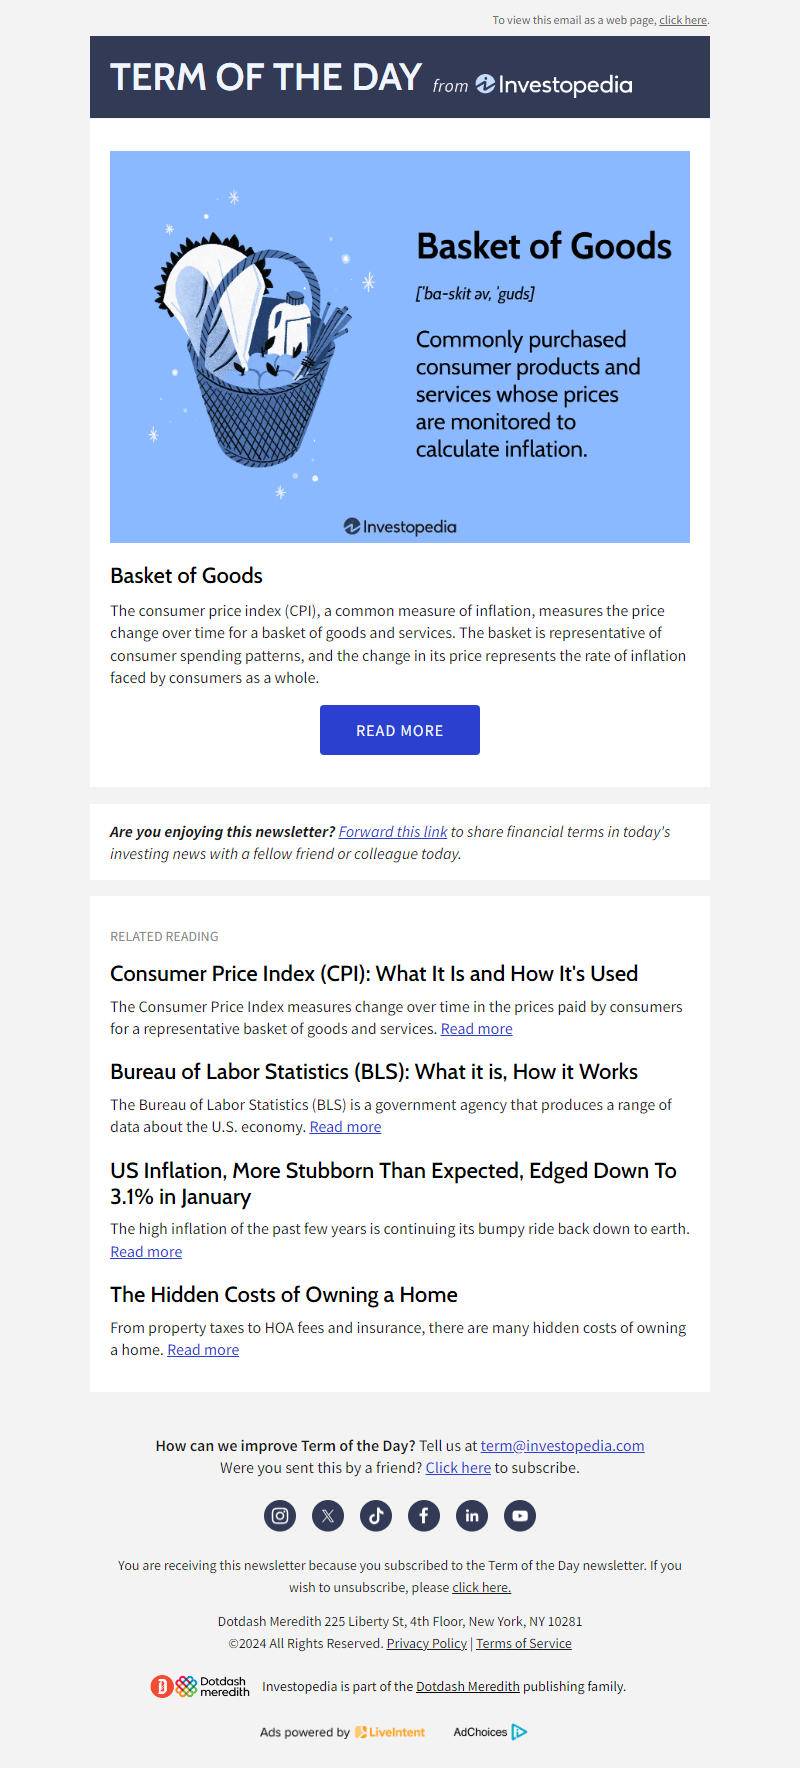 To view this email as a web page, click here.
TERM OF THE DAY from Investopedia
Basket of Goods
['ba-skit əv, 'guds]
Commonly purchased
consumer products and
services whose prices
are monitored to
calculate inflation.
Investopedia
Basket of Goods
The consumer price index (CPI), a common measure of inflation, measures the price
change over time for a basket of goods and services. The basket is representative of
consumer spending patterns, and the change in its price represents the rate of inflation
faced by consumers as a whole.
READ MORE
Are you enjoying this newsletter? Forward this link to share financial terms in today's
investing news with a fellow friend or colleague today.
RELATED READING
Consumer Price Index (CPI): What It Is and How It's Used
The Consumer Price Index measures change over time in the prices paid by consumers
for a representative basket of goods and services. Read more
Bureau of Labor Statistics (BLS): What it is, How it Works
The Bureau of Labor Statistics (BLS) is a government agency that produces a range of
data about the U.S. economy. Read more
US Inflation, More Stubborn Than Expected, Edged Down To
3.1% in January
The high inflation of the past few years is continuing its bumpy ride back down to earth.
Read more
The Hidden Costs of Owning a Home
From property taxes to HOA fees and insurance, there are many hidden costs of owning
a home. Read more
How can we improve Term of the Day? Tell us at term@investopedia.com
Were you sent this by a friend? Click here to subscribe.
You are receiving this newsletter because you subscribed to the Term of the Day newsletter. If you
wish to unsubscribe, please click here.
Dotdash Meredith 225 Liberty St, 4th Floor, New York, NY 10281
©2024 All Rights Reserved. Privacy Policy | Terms of Service
Dotdash
meredith
Investopedia is part of the Dotdash Meredith publishing family.
Ads powered by LiveIntent AdChoices